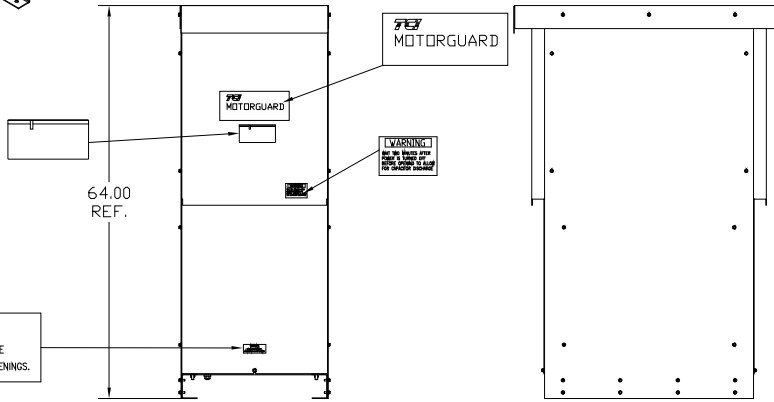 TCI
MOTORGUARD
TCI
MOTORGUARD
WARNING
WAIT TWO MINUTES AFTER
POWER IS TURNED OFF
BEFORE OPENING TO ALLOW
FOR CAPACITOR DISCHARGE
64.00
REF.
ENINGS.